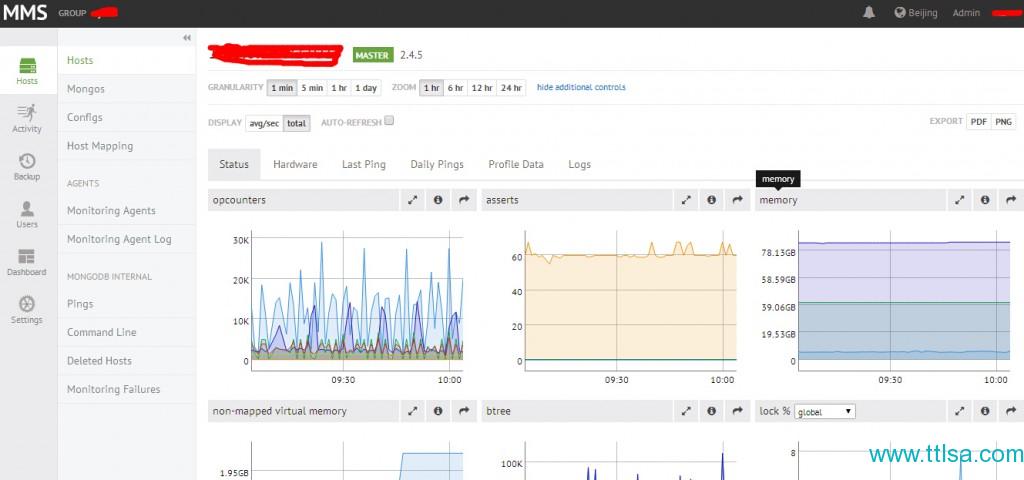 MMS GROUP Beijing Admin
Hosts
Activity
Backup
Users
Dashboard
Settings
Hosts
Mongos
Configs
Host Mapping
AGENTS
Monitoring Agents
Monitoring Agent Log
MONGODB INTERNAL
Pings
Command Line
Deleted Hosts
Monitoring Failures
MASTER 2.4.5
GRANULARITY 1 min 5 min 1 hr 1 day ZOOM 1 hr 6 hr 12 hr 24 hr hide additional controls
DISPLAY avg/sec total AUTO-REFRESH EXPORT PDF PNG
Status Hardware Last Ping Daily Pings Profile Data Logs
memory
opcounters
30K
20K
10K
0
09:30 10:00
asserts
60
40
20
0
09:30 10:00
memory
78.13GB
58.59GB
39.06GB
19.53GB
0
09:30 10:00
non-mapped virtual memory
1.95GB
btree
100K
lock % global
8
www.ttlsa.com